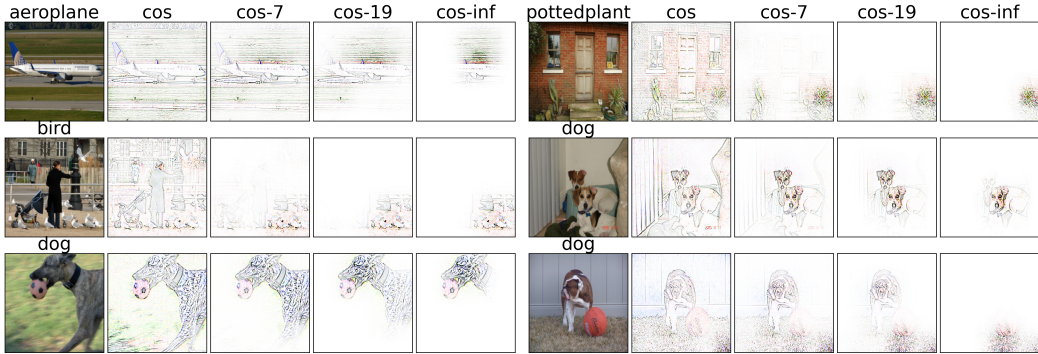 aeroplane cos cos-7 cos-19 cos-inf pottedplant cos cos-7 cos-19 cos-inf
bird dog
dog dog